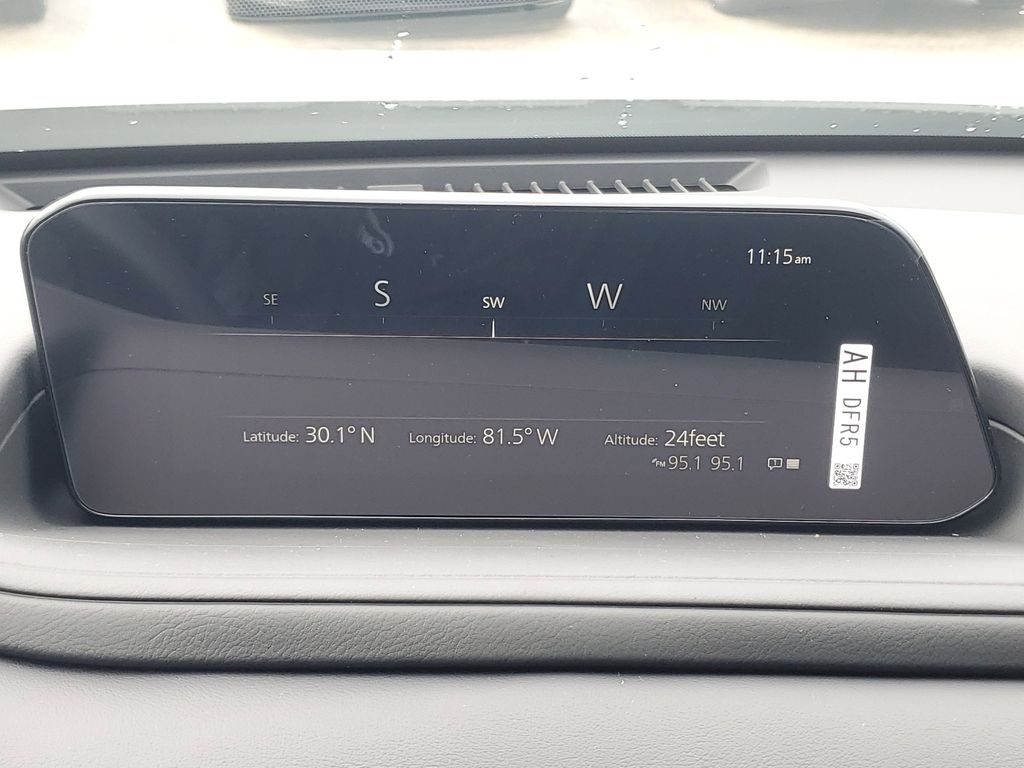 11:15am
SE S SW W NW
Latitude: 30.1° N Longitude: 81.5° W Altitude: 24feet
FM 95.1 95.1
AH DFR5